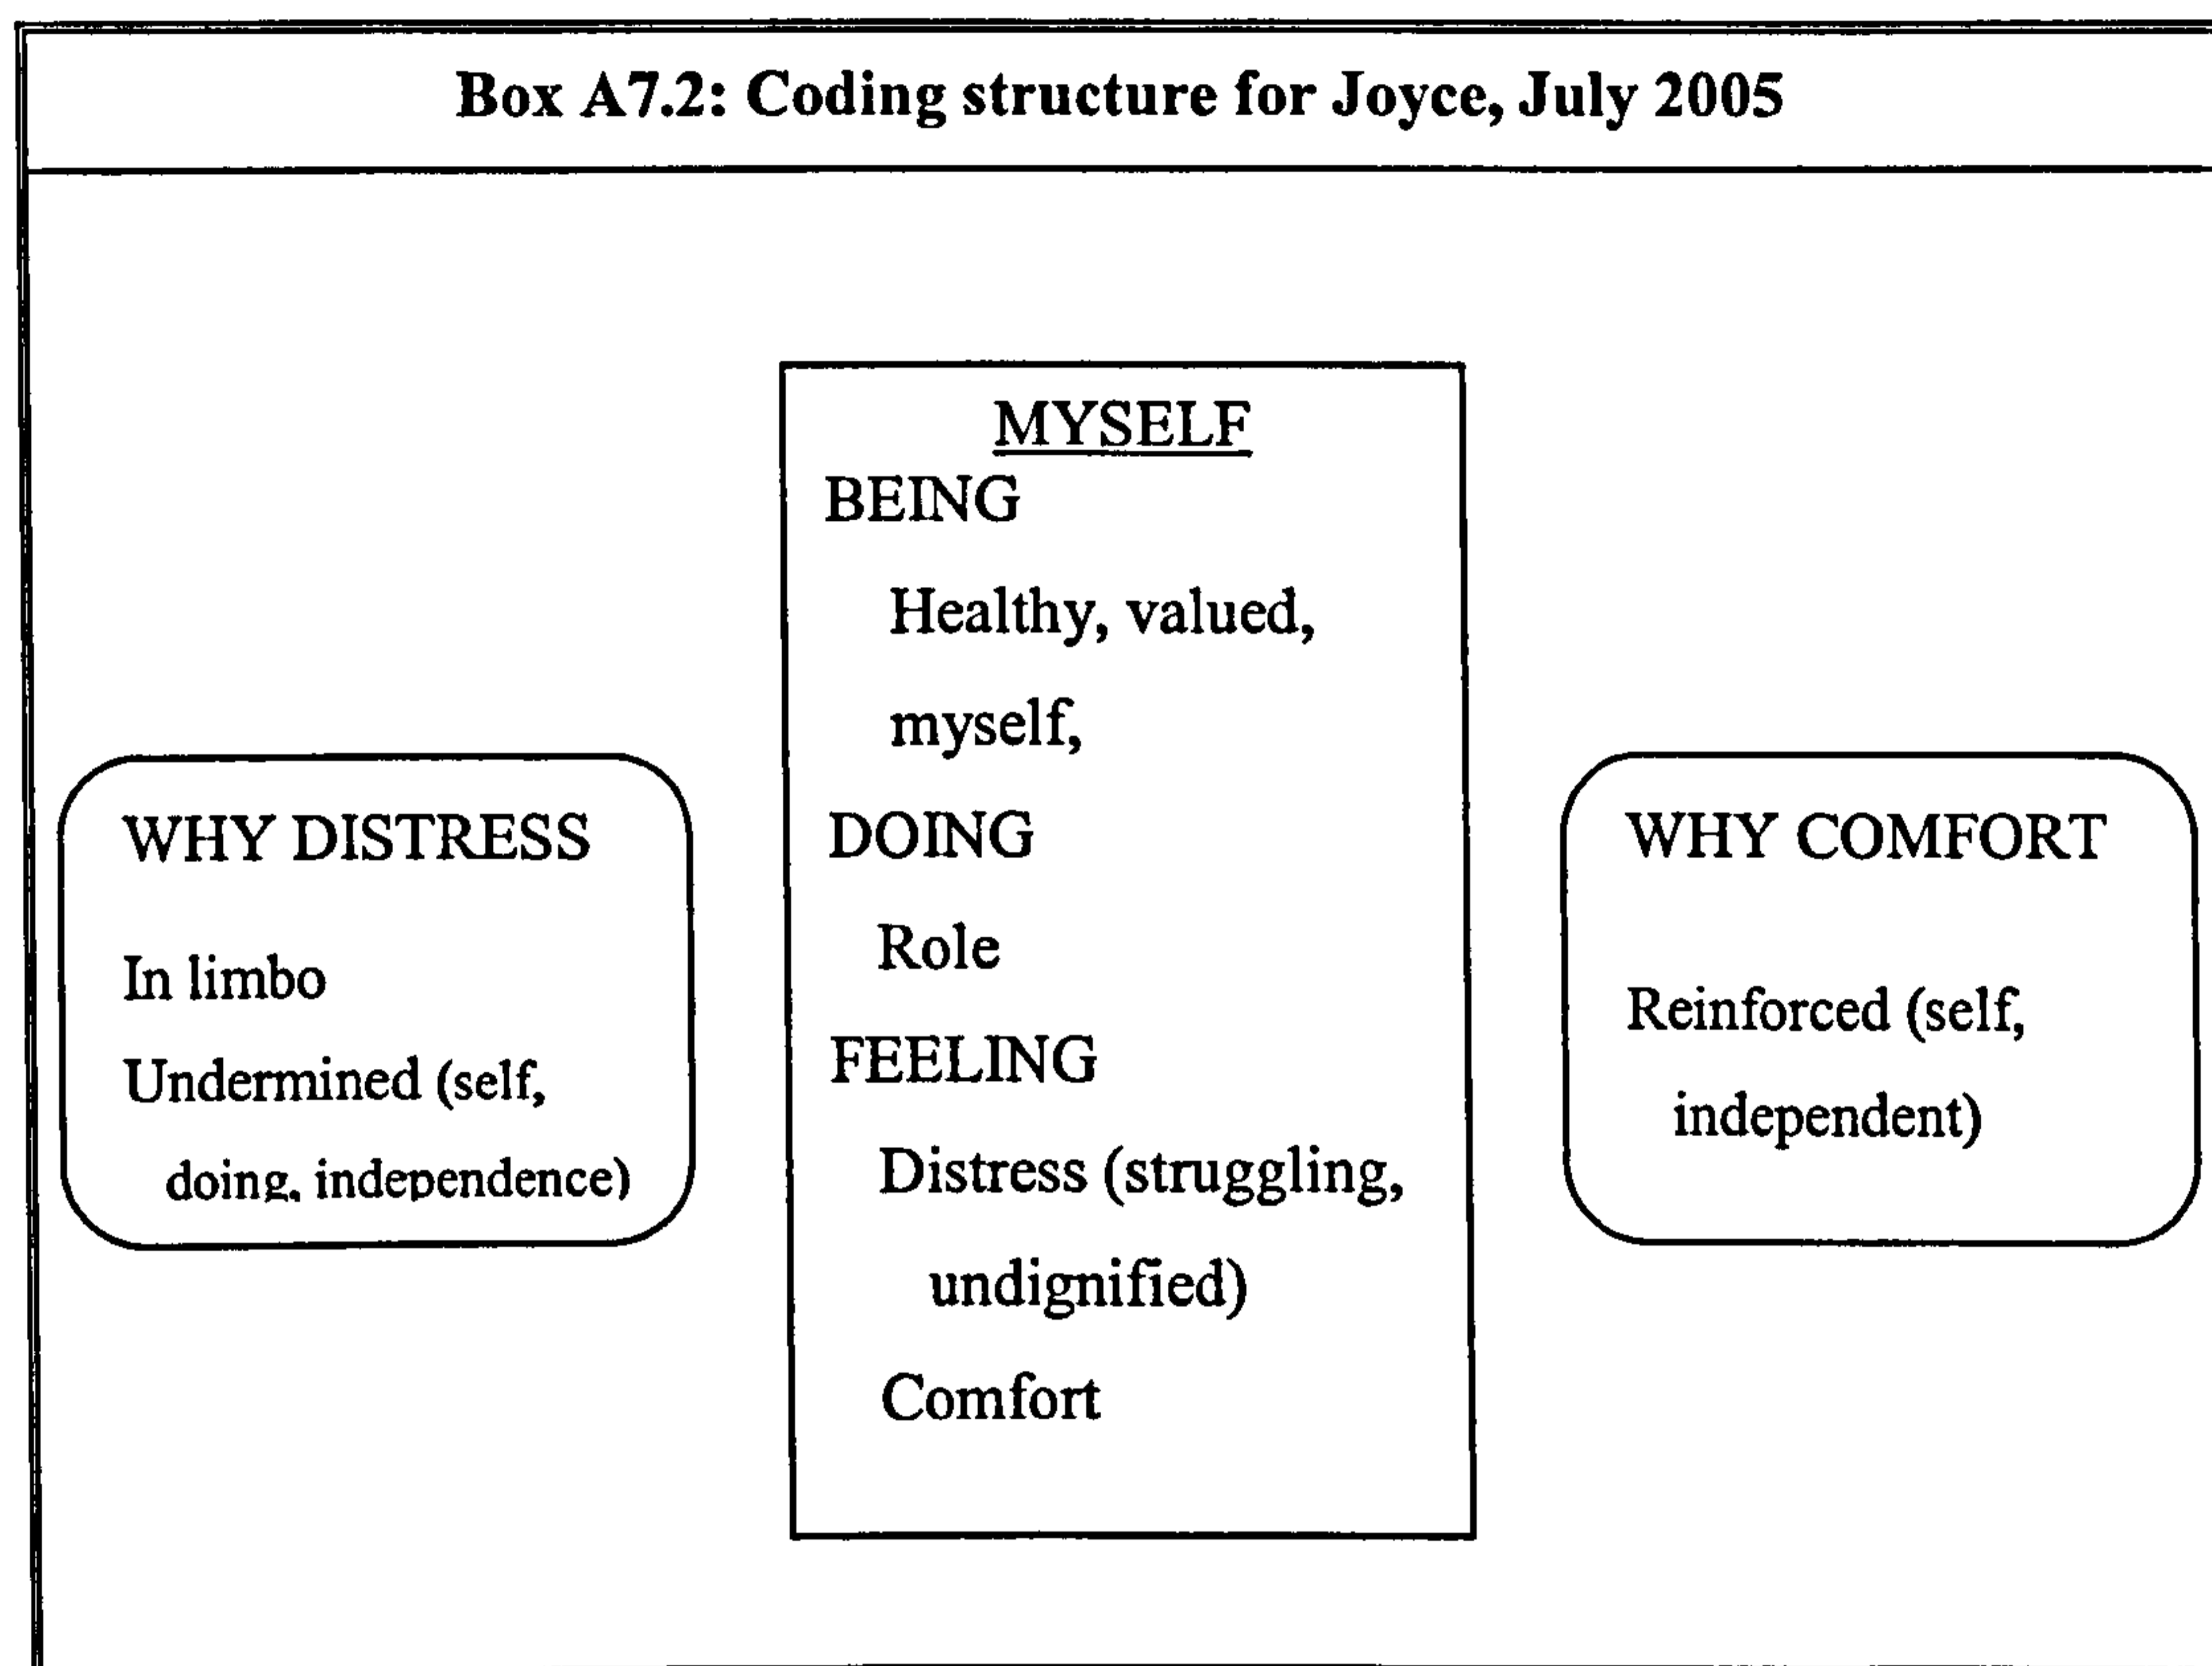 Box A7.2: Coding structure for Joyce, July 2005
MYSELF
BEING
Healthy, valued,
myself,
DOING
Role
FEELING
Distress (struggling,
undignified)
Comfort
WHY DISTRESS
In limbo
Undermined (self,
doing, independence)
WHY COMFORT
Reinforced (self,
independent)